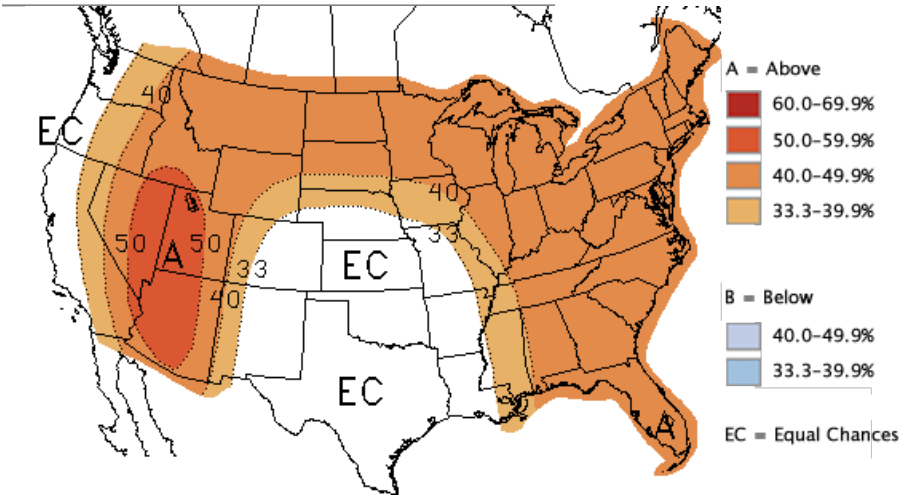 A = Above
60.0-69.9%
50.0-59.9%
40.0-49.9%
33.3-39.9%
B = Below
40.0-49.9%
33.3-39.9%
EC = Equal Chances
40
EC
40
33
50
A
50
EC
33
40
EC
A